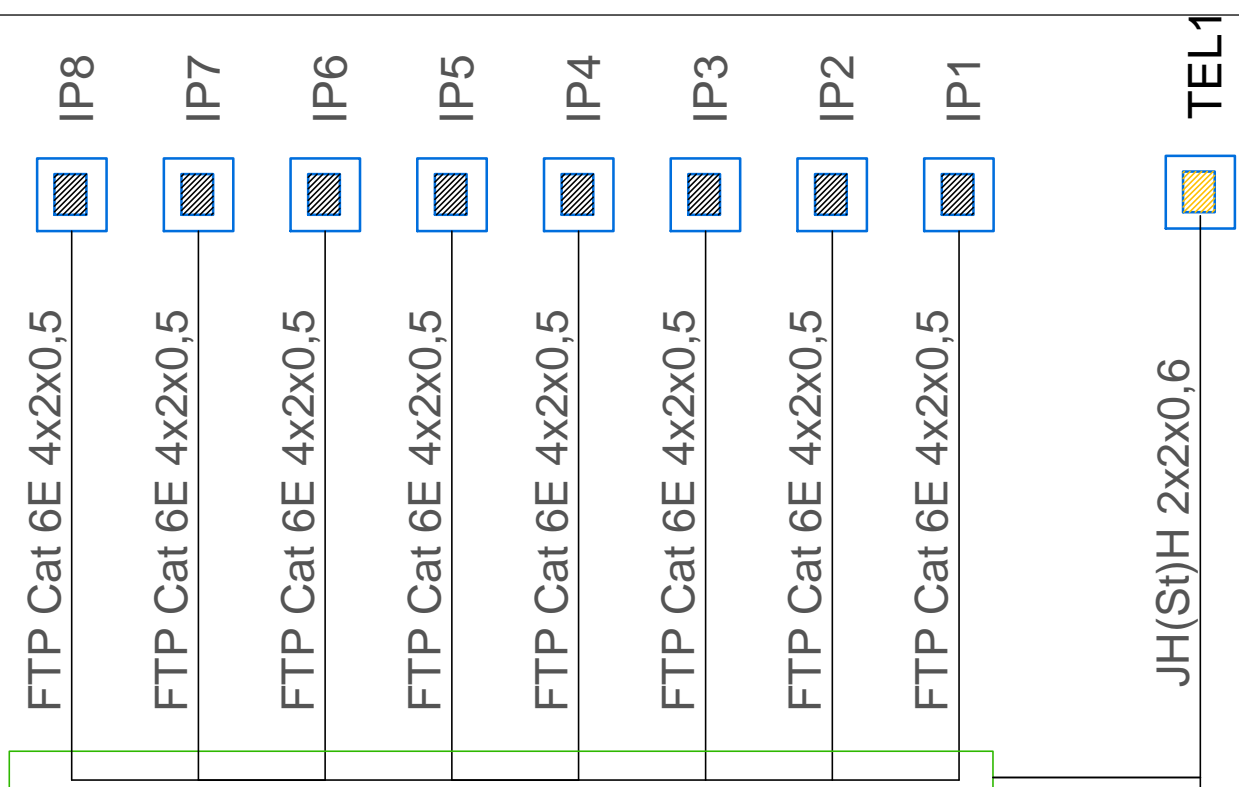 IP8
IP7
IP6
IP5
IP4
IP3
IP2
IP1
TEL1
FTP Cat 6E 4x2x0,5
FTP Cat 6E 4x2x0,5
FTP Cat 6E 4x2x0,5
FTP Cat 6E 4x2x0,5
FTP Cat 6E 4x2x0,5
FTP Cat 6E 4x2x0,5
FTP Cat 6E 4x2x0,5
FTP Cat 6E 4x2x0,5
JH(St)H 2x2x0,6